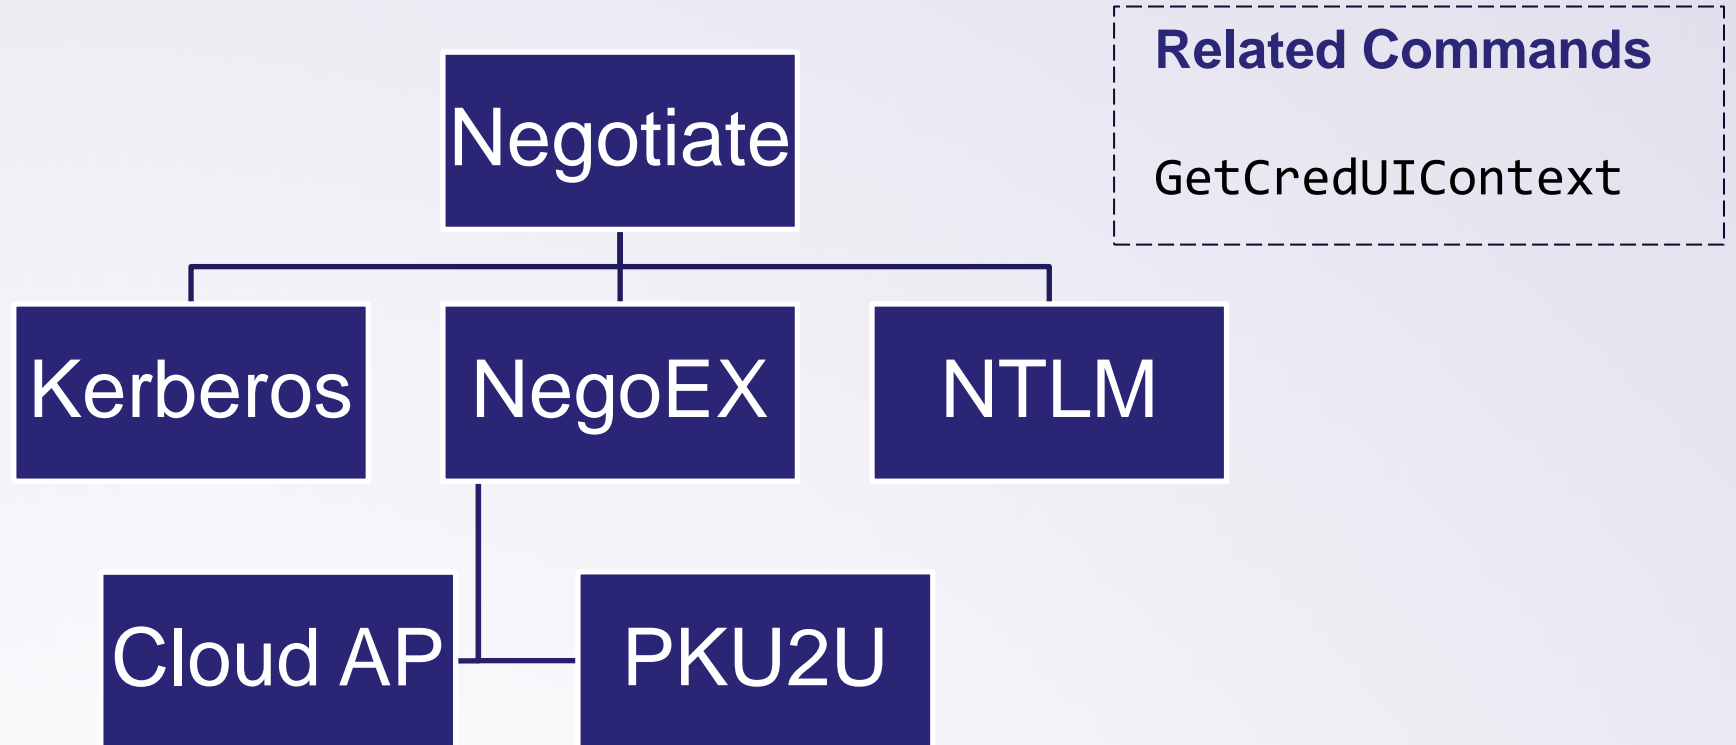 Related Commands
Negotiate
GetCredUIContext
Kerberos
NegoEX
NTLM
Cloud AP
PKU2U